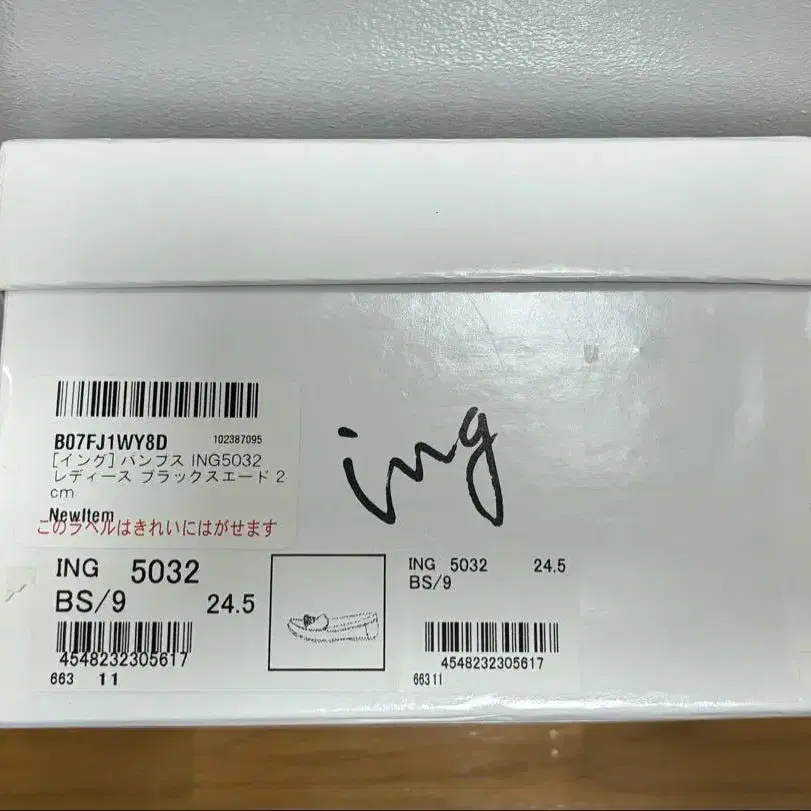 ing
B07FJ1WY8D 102387095
[イング] パンプス ING5032
レディース ブラックスエード 2
cm
NewItem
このラベルはきれいにはがせます
ING 5032
BS/9 24.5
4548232305617
663 11
ING 5032 24.5
BS/9
4548232305617
66311